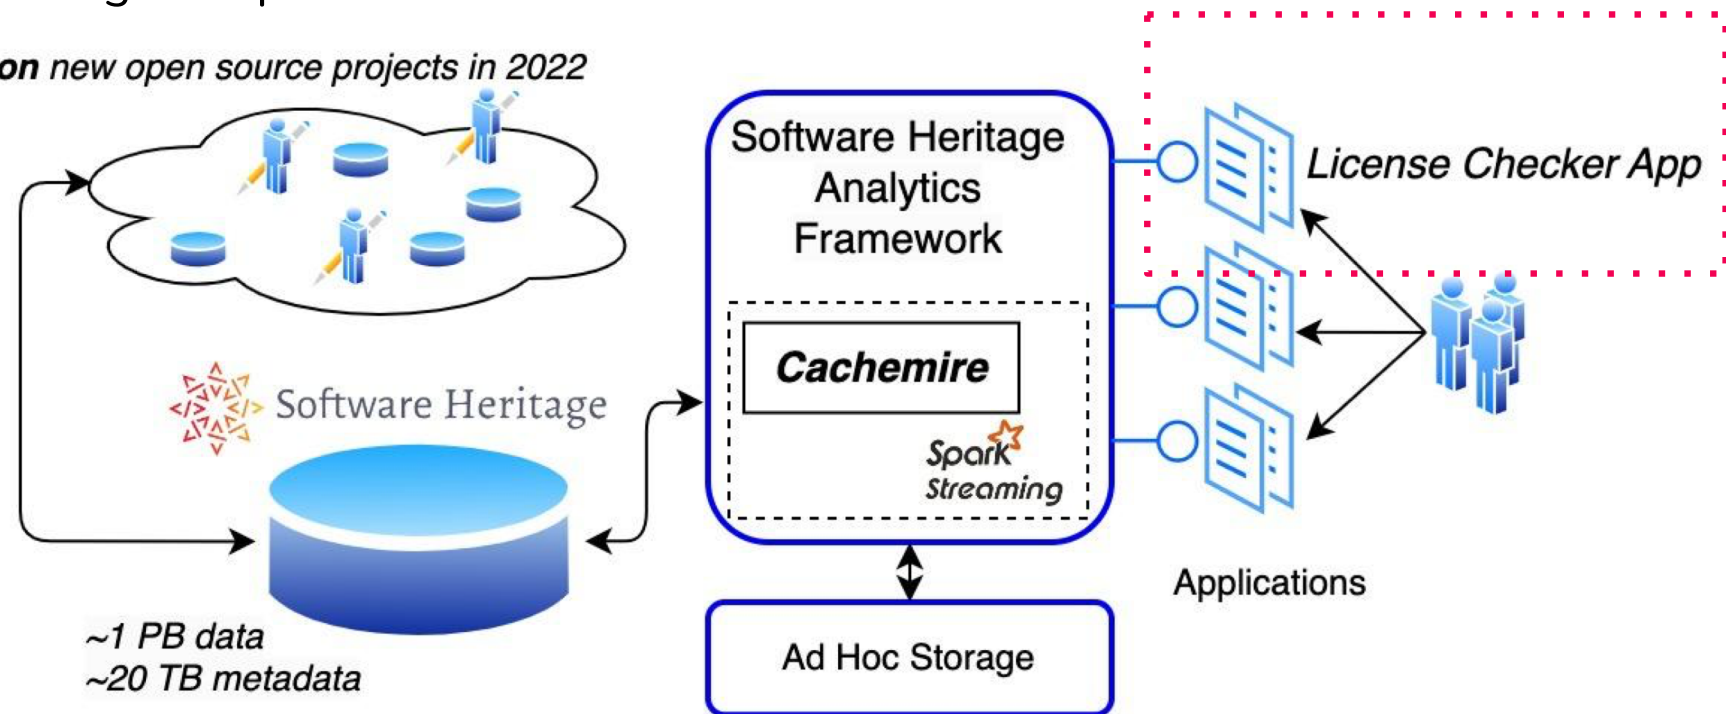 on new open source projects in 2022
Software Heritage
Analytics
Framework
License Checker App
Cachemire
Software Heritage
Spark
Streaming
Applications
~1 PB data
~20 TB metadata
Ad Hoc Storage